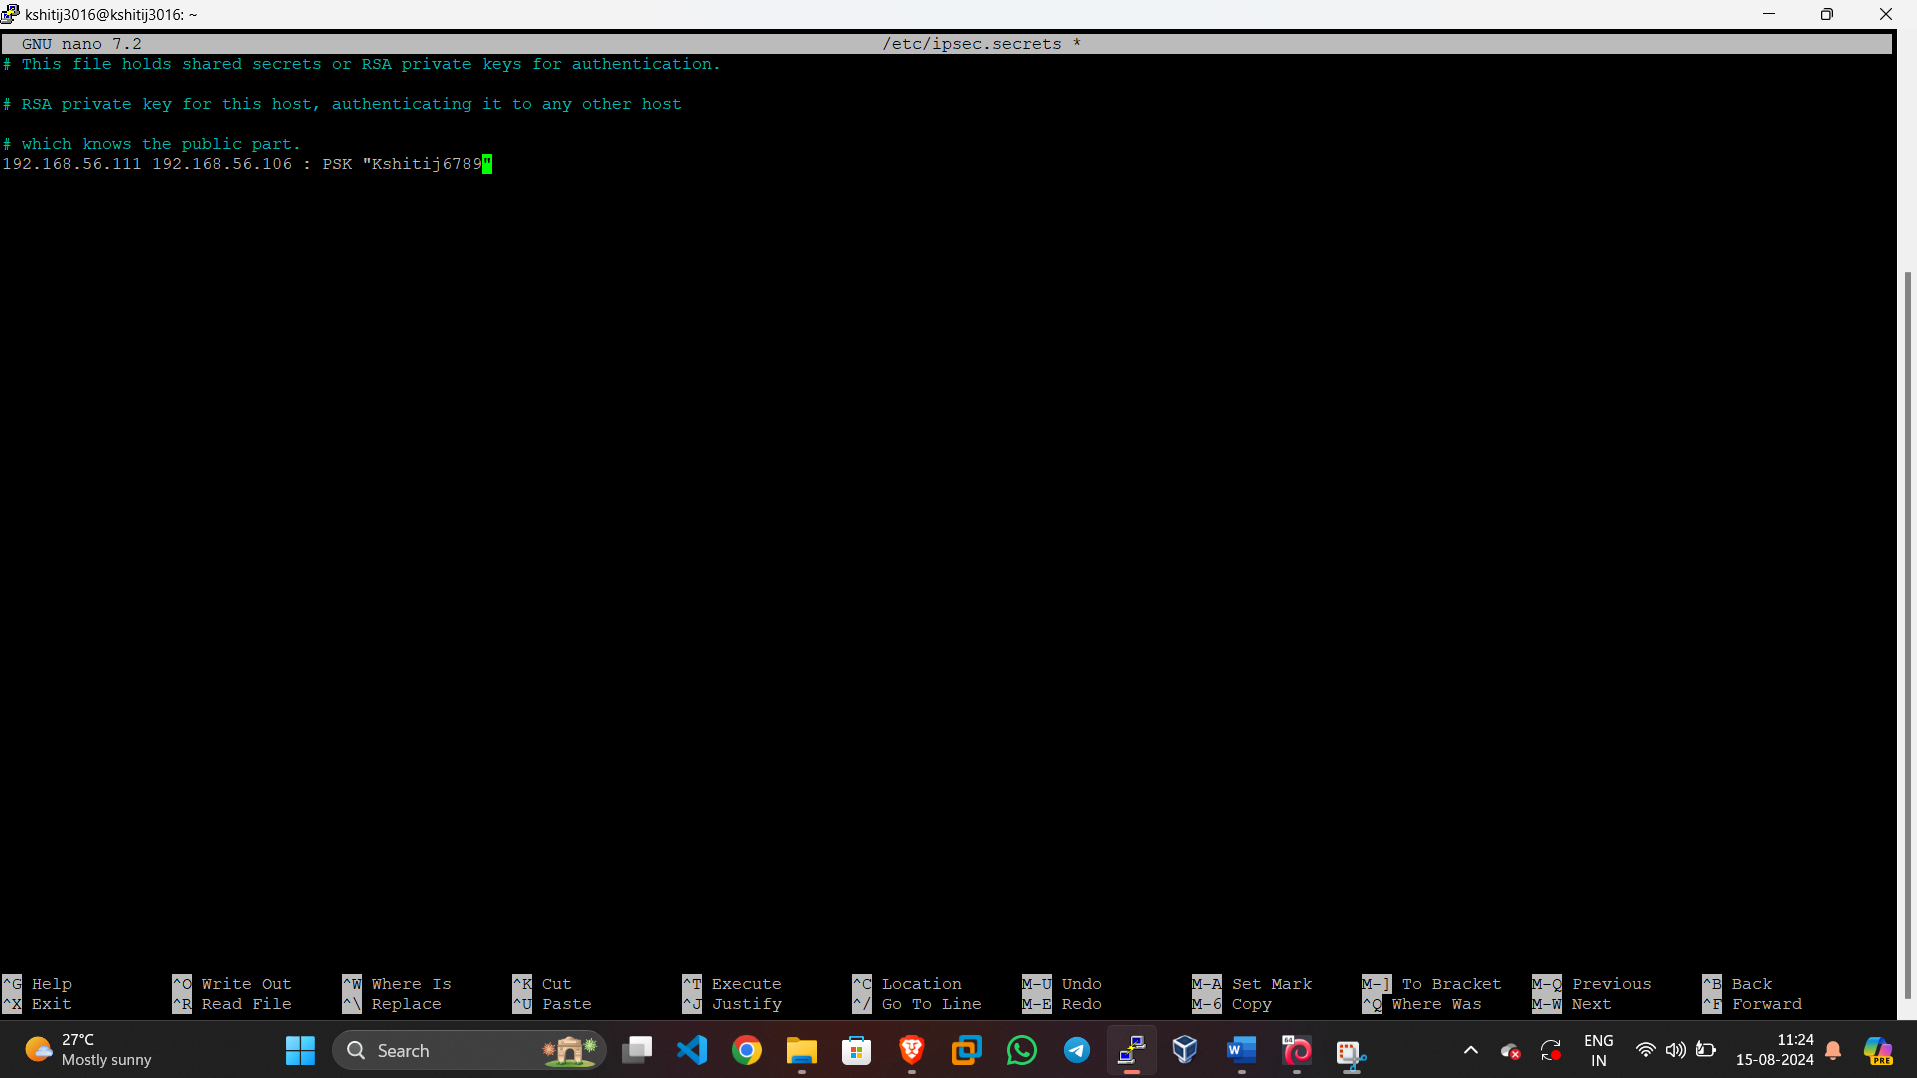 kshitij3016@kshitij3016: ~
GNU nano 7.2 /etc/ipsec.secrets *
# This file holds shared secrets or RSA private keys for authentication.
# RSA private key for this host, authenticating it to any other host
# which knows the public part.
192.168.56.111 192.168.56.106 : PSK "Kshitij6789"
^G Help ^O Write Out ^W Where Is ^K Cut ^T Execute ^C Location M-U Undo M-A Set Mark M-] To Bracket M-Q Previous ^B Back
^X Exit ^R Read File ^\ Replace ^U Paste ^J Justify ^/ Go To Line M-E Redo M-6 Copy ^Q Where Was M-W Next ^F Forward
27°C
Mostly sunny
Search
64
PRE
ENG
IN
11:24
15-08-2024